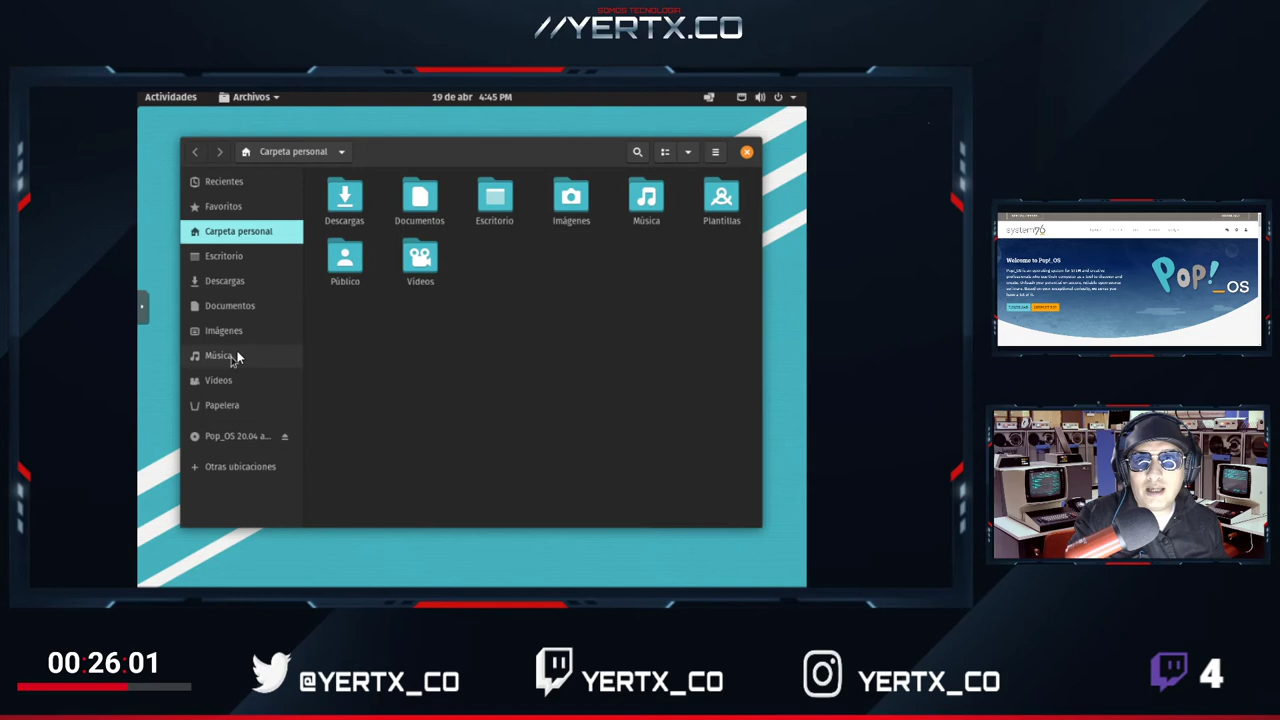 SOMOS TECNOLOGIA
//YERTX.CO
Actividades
Archivos
19 de abr 4:45 PM
Carpeta personal
Recientes
Favoritos
Carpeta personal
Escritorio
Descargas
Documentos
Imágenes
Música
Vídeos
Papelera
Pop_OS 20.04 a...
Otras ubicaciones
Descargas
Documentos
Escritorio
Imágenes
Música
Plantillas
Público
Vídeos
system76
Welcome to Pop!_OS
Pop!_OS
00:26:01
@YERTX_CO
YERTX_CO
YERTX_CO
4